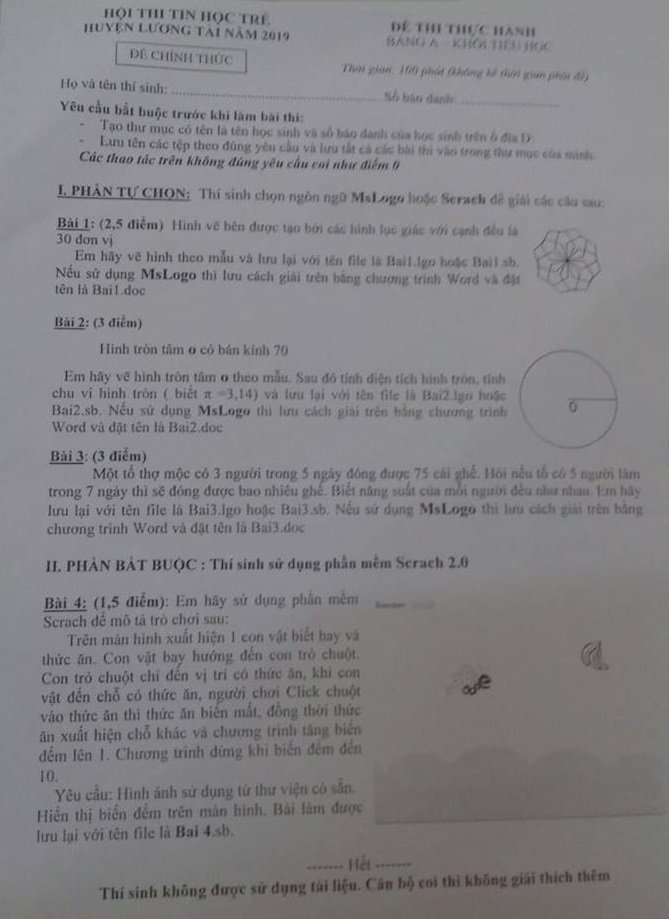 HỘI THI TIN HỌC TRẺ
HUYỆN LƯƠNG TÀI NĂM 2019
ĐỀ CHÍNH THỨC
ĐỀ THI THỰC HÀNH
BẢNG A - KHỐI TIỂU HỌC
Thời gian: 100 phút (không kể thời gian phát đề)
Họ và tên thí sinh:
Số báo danh:
Yêu cầu bắt buộc trước khi làm bài thi:
- Tạo thư mục có tên là tên học sinh và số báo danh của học sinh trên ổ đĩa D:
- Lưu tên các tệp theo đúng yêu cầu và lưu tất cả các bài thi vào trong thư mục của mình.
Các thao tác trên không đúng yêu cầu coi như điểm 0
I. PHẦN TỰ CHỌN: Thí sinh chọn ngôn ngữ MsLogo hoặc Scrach để giải các câu sau:
Bài 1: (2,5 điểm) Hình vẽ bên được tạo bởi các hình lục giác với cạnh đều là
30 đơn vị
Em hãy vẽ hình theo mẫu và lưu lại với tên file là Bai1.lgo hoặc Bai1.sb.
Nếu sử dụng MsLogo thì lưu cách giải trên bằng chương trình Word và đặt
tên là Bai1.doc
Bài 2: (3 điểm)
Hình tròn tâm o có bán kính 70
Em hãy vẽ hình tròn tâm o theo mẫu. Sau đó tính diện tích hình tròn, tính
chu vi hình tròn ( biết π =3,14) và lưu lại với tên file là Bai2.lgo hoặc
Bai2.sb. Nếu sử dụng MsLogo thì lưu cách giải trên bằng chương trình
Word và đặt tên là Bai2.doc
0
Bài 3: (3 điểm)
Một tổ thợ mộc có 3 người trong 5 ngày đóng được 75 cái ghế. Hỏi nếu tổ có 5 người làm
trong 7 ngày thì sẽ đóng được bao nhiêu ghế. Biết năng suất của mỗi người đều như nhau. Em hãy
lưu lại với tên file là Bai3.lgo hoặc Bai3.sb. Nếu sử dụng MsLogo thì lưu cách giải trên bằng
chương trình Word và đặt tên là Bai3.doc
II. PHẦN BẮT BUỘC : Thí sinh sử dụng phần mềm Scrach 2.0
Bài 4: (1,5 điểm): Em hãy sử dụng phần mềm
Scrach để mô tả trò chơi sau:
Trên màn hình xuất hiện 1 con vật biết bay và
thức ăn. Con vật bay hướng đến con trỏ chuột.
Con trỏ chuột chỉ đến vị trí có thức ăn, khi con
vật đến chỗ có thức ăn, người chơi Click chuột
vào thức ăn thì thức ăn biến mất, đồng thời thức
ăn xuất hiện chỗ khác và chương trình tăng biến
đếm lên 1. Chương trình dừng khi biến đếm đến
10.
Yêu cầu: Hình ảnh sử dụng từ thư viện có sẵn.
Hiển thị biến đếm trên màn hình. Bài làm được
lưu lại với tên file là Bai 4.sb.
------- Hết -------
Thí sinh không được sử dụng tài liệu. Cán bộ coi thi không giải thích thêm